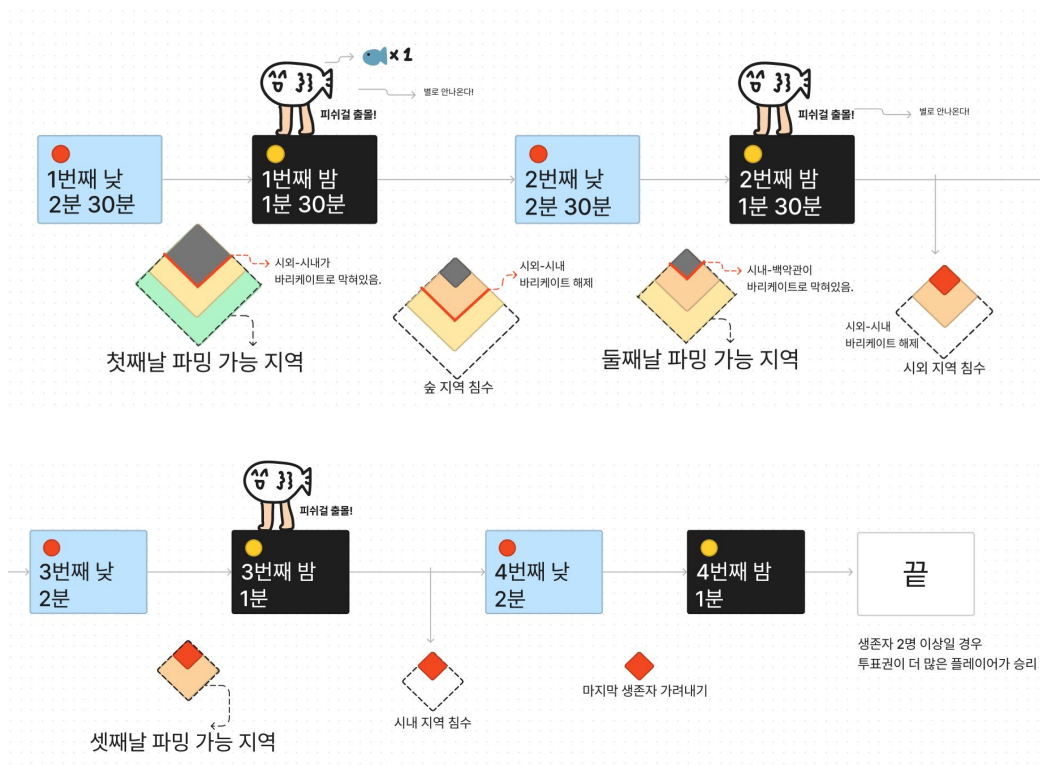 x 1
별로 안나온다!
피쉬걸 출몰!
별로 안나온다!
피쉬걸 출몰!
1번째 낮
2분 30분
1번째 밤
1분 30분
2번째 낮
2분 30분
2번째 밤
1분 30분
시외-시내가
바리케이트로 막혀있음.
첫째날 파밍 가능 지역
시외-시내
바리케이트 해제
숲 지역 침수
시내-백악관이
바리케이트로 막혀있음.
둘째날 파밍 가능 지역
시외-시내
바리케이트 해제
시외 지역 침수
피쉬걸 출몰!
3번째 낮
2분
3번째 밤
1분
4번째 낮
2분
4번째 밤
1분
끝
생존자 2명 이상일 경우
투표권이 더 많은 플레이어가 승리
셋째날 파밍 가능 지역
시내 지역 침수
마지막 생존자 가려내기